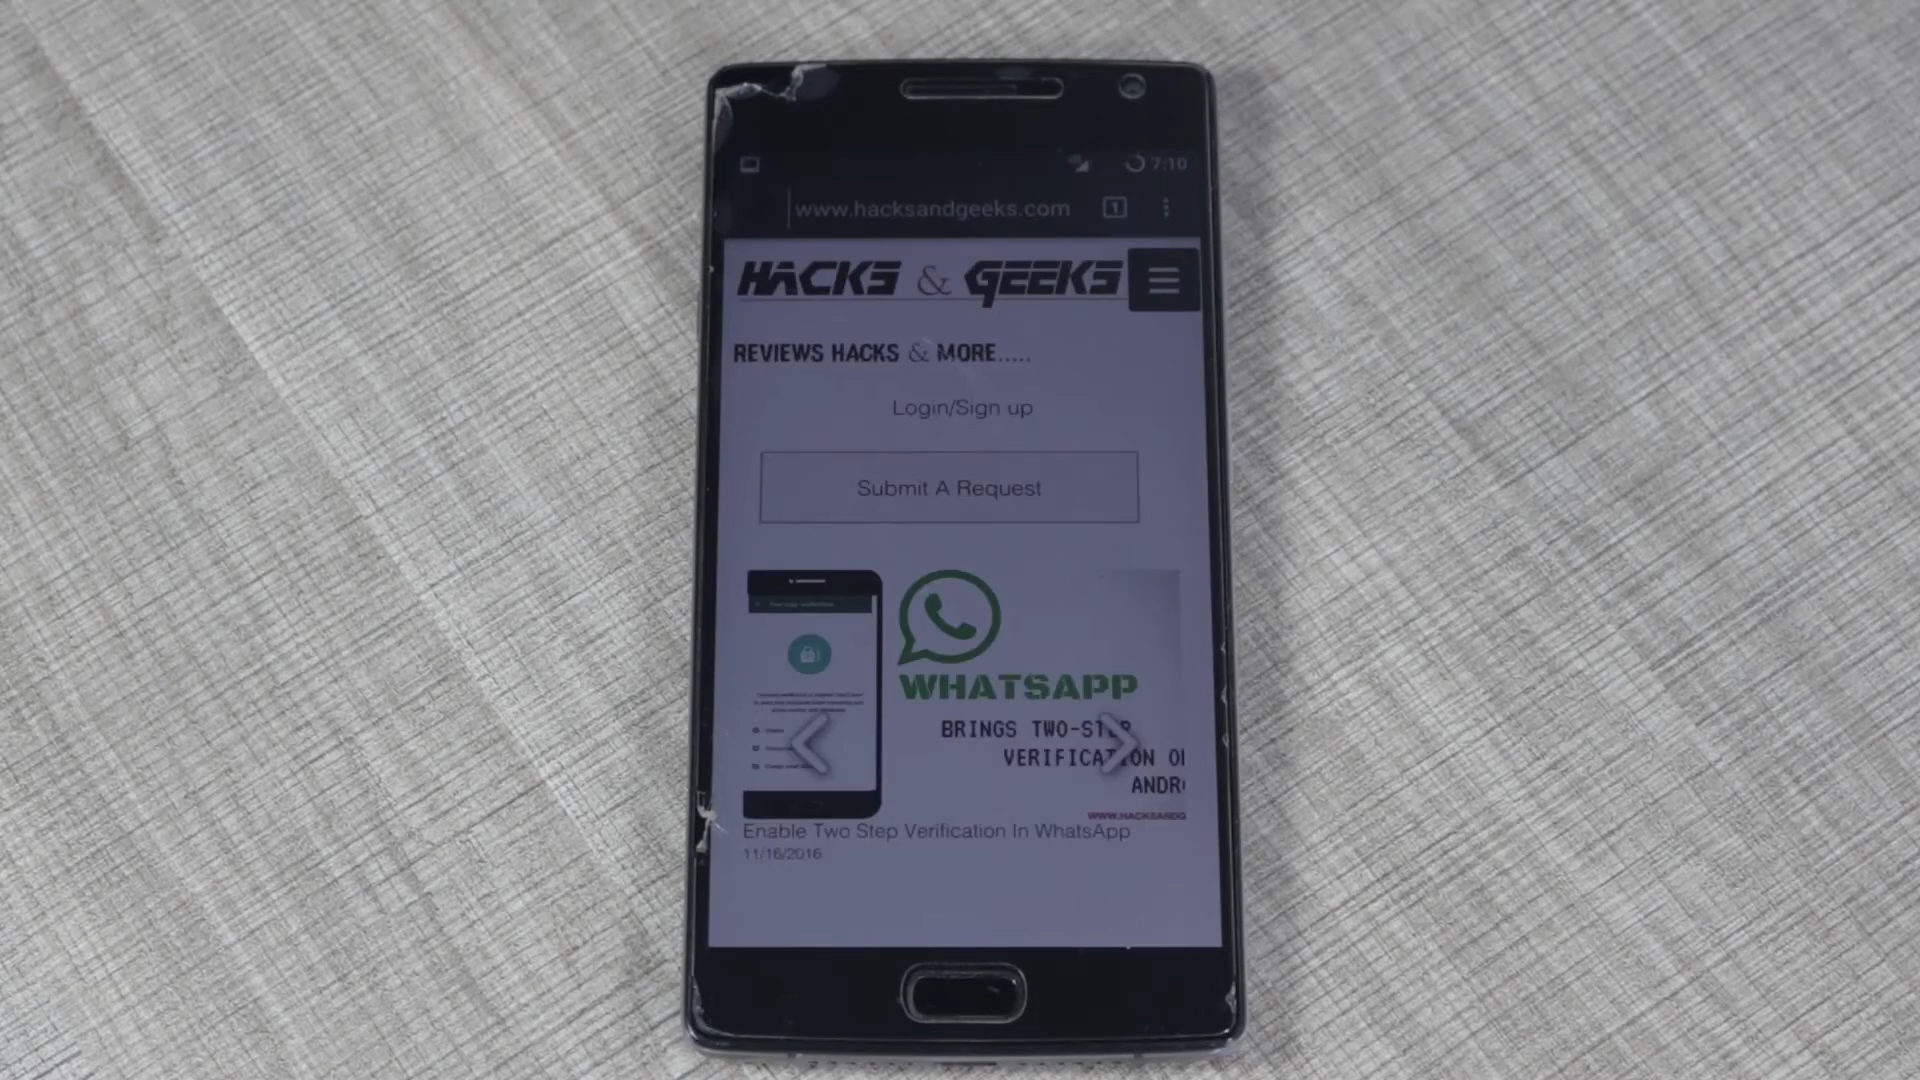 7:10
www.hacksandgeeks.com 1
HACKS & GEEKS
REVIEWS HACKS & MORE.....
Login/Sign up
Submit A Request
WHATSAPP
BRINGS TWO-STEP
VERIFICATION
WWW.HACKSANDG
Enable Two Step Verification In WhatsApp
11/16/2016